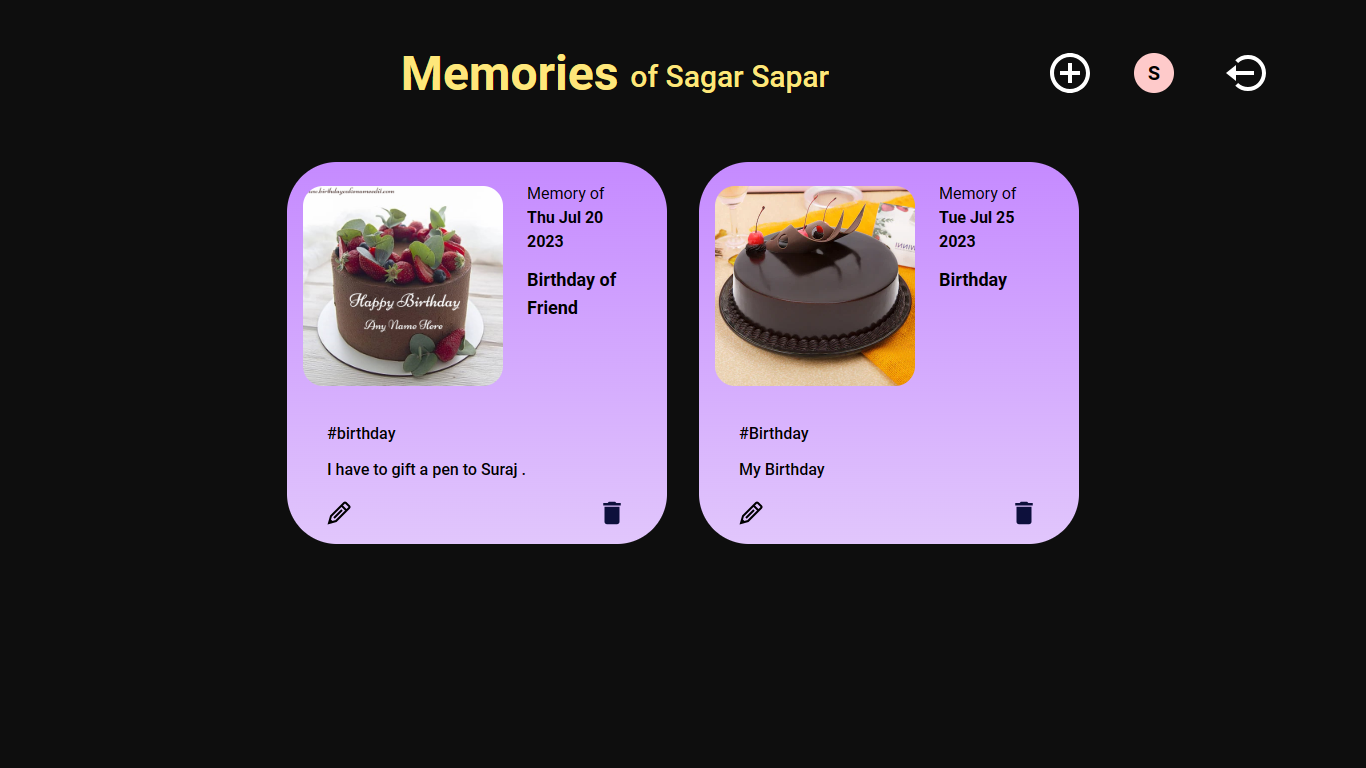 Memories of Sagar Sapar
S
www.birthdaycakenameedit.com
Happy Birthday
Any Name Here
Memory of
Thu Jul 20
2023
Birthday of
Friend
#birthday
I have to gift a pen to Suraj .
Memory of
Tue Jul 25
2023
Birthday
#Birthday
My Birthday